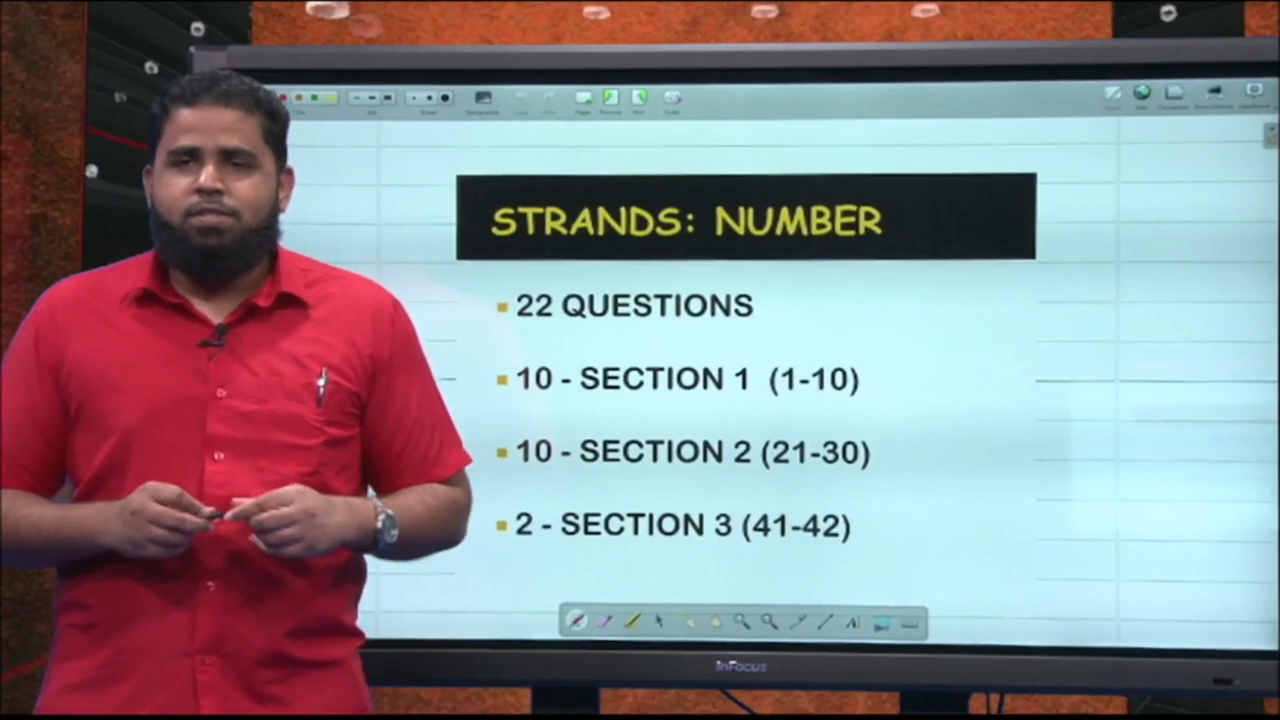 STRANDS: NUMBER
22 QUESTIONS
10 - SECTION 1 (1-10)
10 - SECTION 2 (21-30)
2 - SECTION 3 (41-42)
InFocus